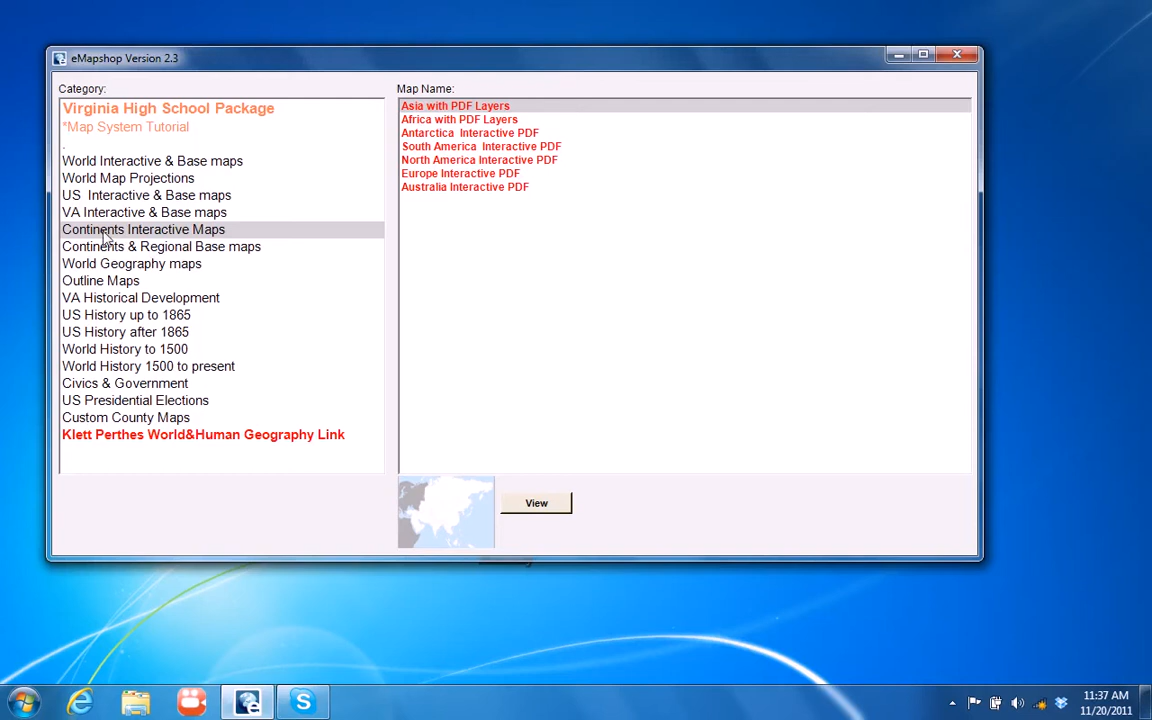 eMapshop Version 2.3
Category:
Virginia High School Package
*Map System Tutorial
.
World Interactive & Base maps
World Map Projections
US  Interactive & Base maps
VA Interactive & Base maps
Continents Interactive Maps
Continents & Regional Base maps
World Geography maps
Outline Maps
VA Historical Development
US History up to 1865
US History after 1865
World History to 1500
World History 1500 to present
Civics & Government
US Presidential Elections
Custom County Maps
Klett Perthes World&Human Geography Link
Map Name:
Asia with PDF Layers
Africa with PDF Layers
Antarctica  Interactive PDF
South America  Interactive PDF
North America Interactive PDF
Europe Interactive PDF
Australia Interactive PDF
View
11:37 AM
11/20/2011